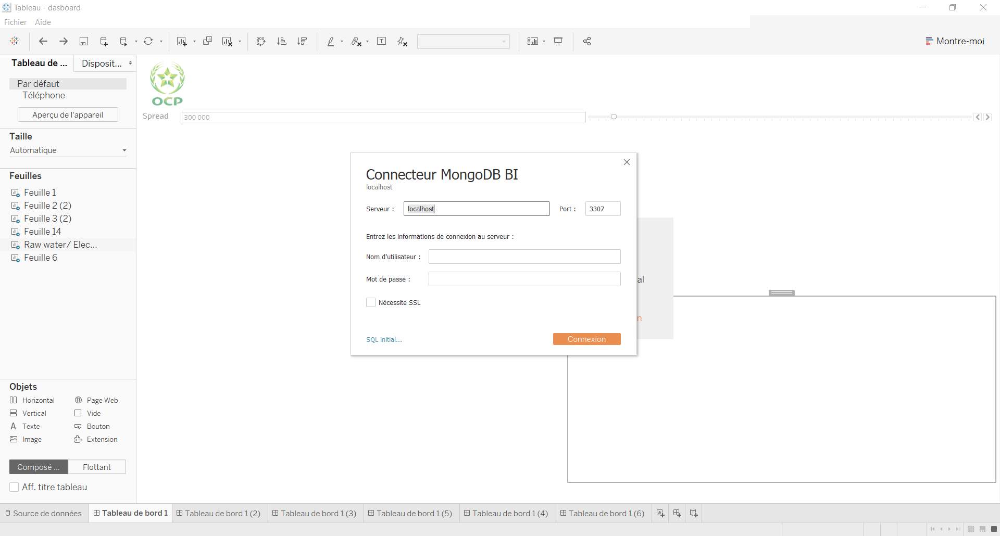 Tableau - dasboard
Fichier Aide
Montre-moi
Tableau de ... Disposit...
Par défaut
Téléphone
Aperçu de l'appareil
Taille
Automatique
Feuilles
Feuille 1
Feuille 2 (2)
Feuille 3 (2)
Feuille 14
Raw water/ Elec...
Feuille 6
Objets
Horizontal Page Web
Vertical Vide
Texte Bouton
Image Extension
Composé ... Flottant
Aff. titre tableau
OCP
Spread 300 000
Connecteur MongoDB BI
localhost
Serveur : localhost Port : 3307
Entrez les informations de connexion au serveur :
Nom d'utilisateur :
Mot de passe :
Nécessite SSL
SQL initial...
Connexion
al
n
Source de données Tableau de bord 1 Tableau de bord 1 (2) Tableau de bord 1 (3) Tableau de bord 1 (5) Tableau de bord 1 (4) Tableau de bord 1 (6)